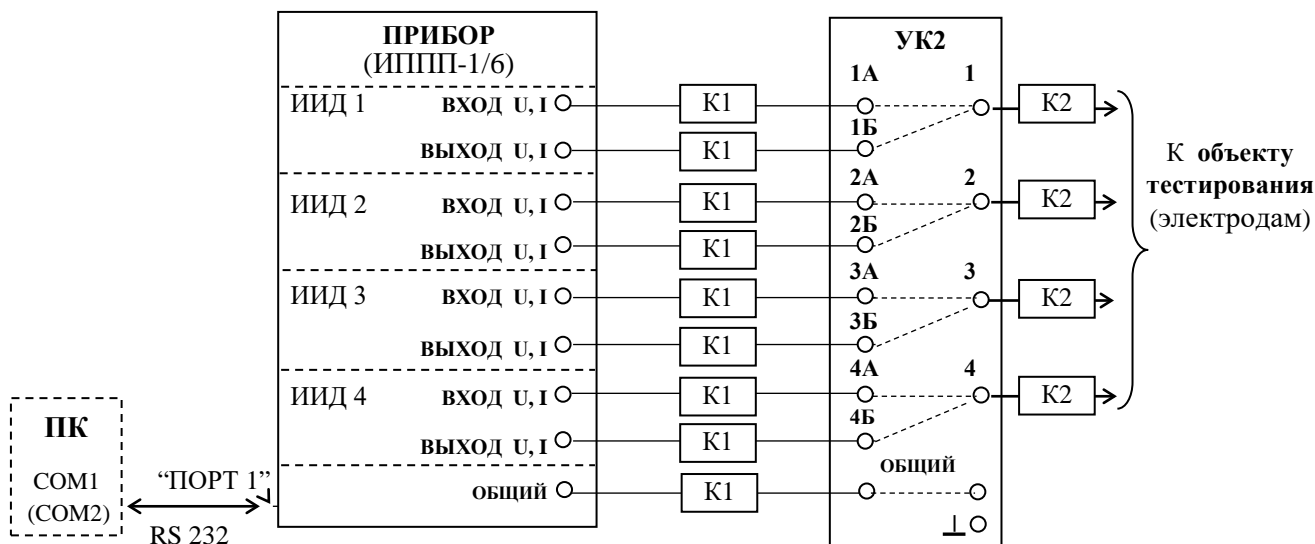 ПРИБОР
(ИППП-1/6)
УК2
ИИД 1
ВХОД U, I
К1
1А
1
К2
ВЫХОД U, I
К1
1Б
ИИД 2
ВХОД U, I
К1
2А
2
К2
ВЫХОД U, I
К1
2Б
ИИД 3
ВХОД U, I
К1
3А
3
К2
ВЫХОД U, I
К1
3Б
ИИД 4
ВХОД U, I
К1
4А
4
К2
ВЫХОД U, I
К1
4Б
ОБЩИЙ
К1
ОБЩИЙ
К объекту
тестирования
(электродам)
ПК
COM1
(COM2)
“ПОРТ 1”
RS 232